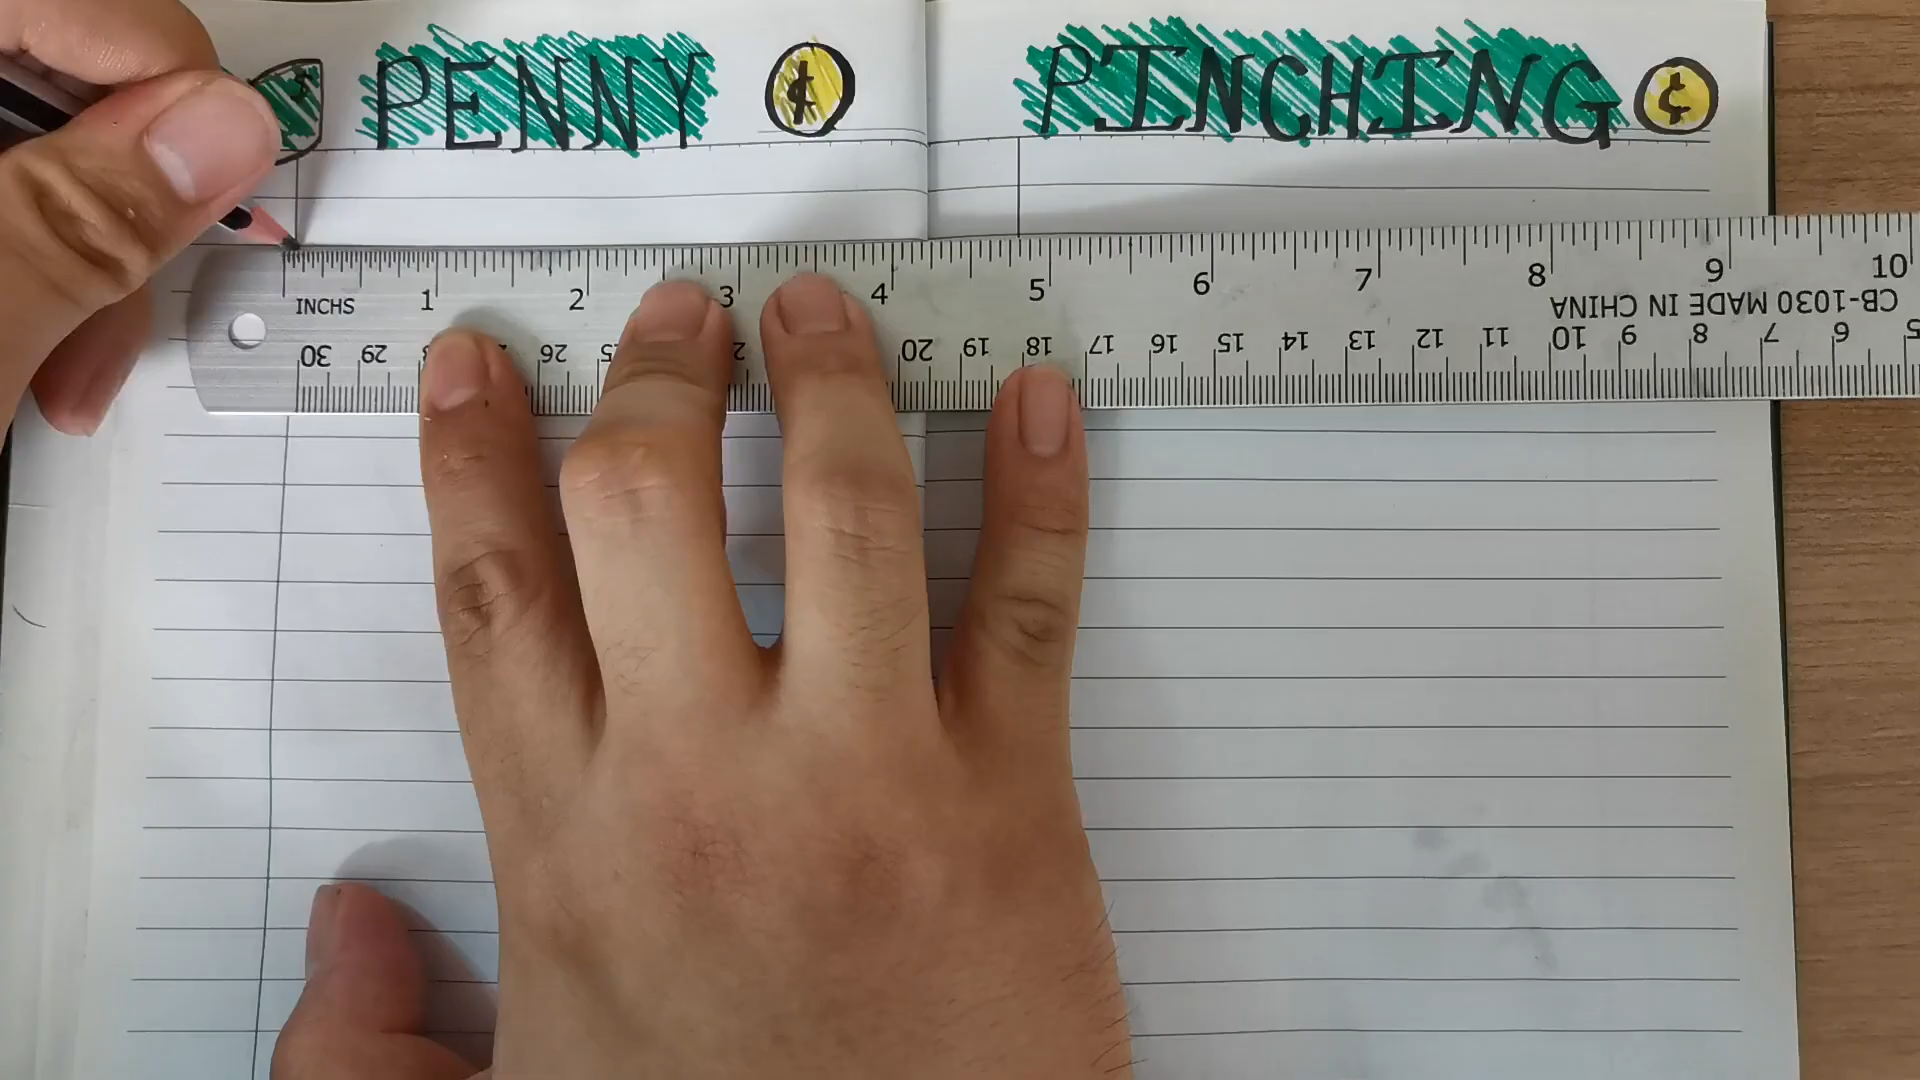 $ PENNY ¢ PINCHING ¢
1 2 3 4 5 6 7 8 9 10
INCHS
CB-1030 MADE IN CHINA
30 29 26 20 19 18 17 16 15 14 13 12 11 10 9 8 7 6 5